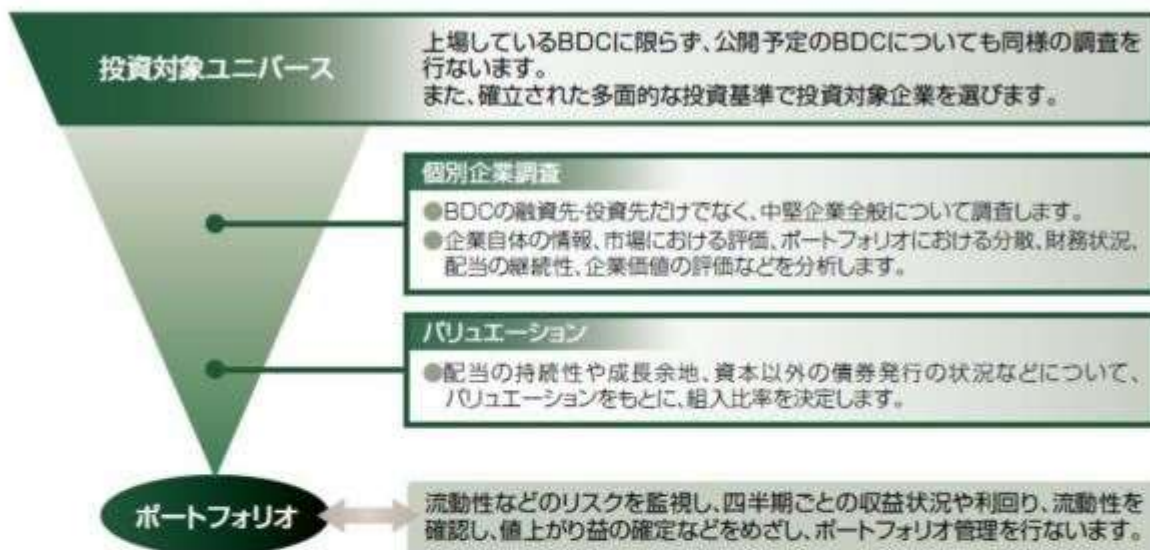 投資対象ユニバース
上場しているBDCに限らず、公開予定のBDCについても同様の調査を
行ないます。
また、確立された多面的な投資基準で投資対象企業を選びます。
個別企業調査
●BDCの融資先・投資先だけでなく、中堅企業全般について調査します。
●企業自体の情報、市場における評価、ポートフォリオにおける分散、財務状況、
配当の継続性、企業価値の評価などを分析します。
バリュエーション
●配当の持続性や成長余地、資本以外の債券発行の状況などについて、
バリュエーションをもとに、組入比率を決定します。
ポートフォリオ
流動性などのリスクを監視し、四半期ごとの収益状況や利回り、流動性を
確認し、値上がり益の確定などをめざし、ポートフォリオ管理を行ないます。